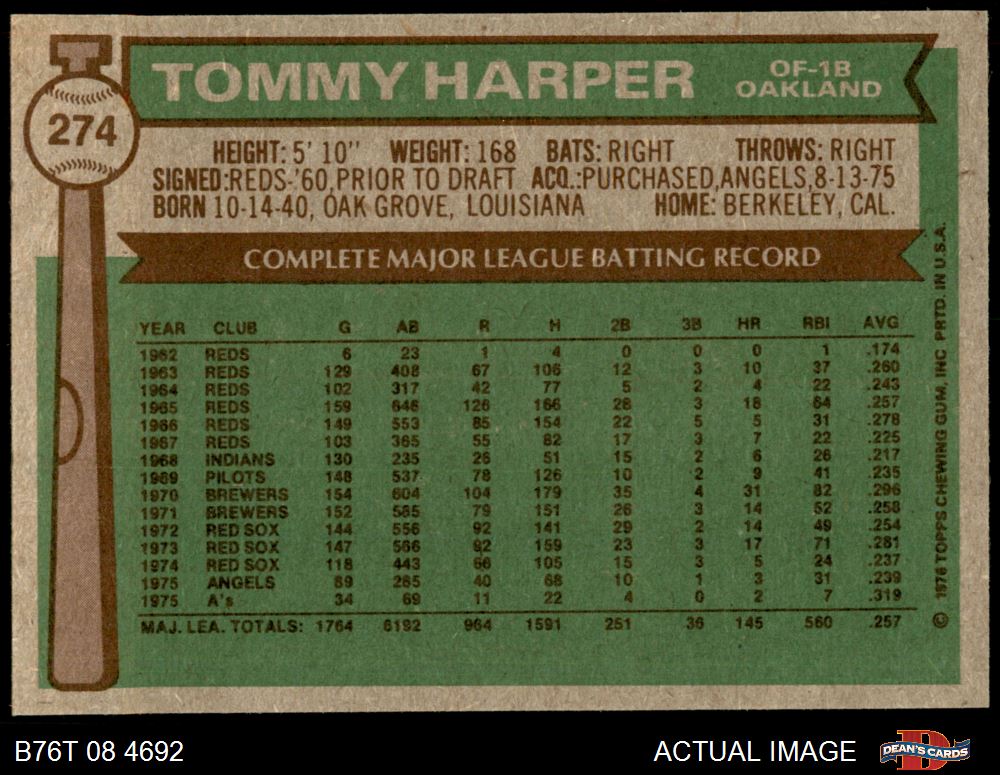 274
TOMMY HARPER
OF-1B
OAKLAND
HEIGHT: 5' 10" WEIGHT: 168 BATS: RIGHT THROWS: RIGHT
SIGNED:REDS-'60,PRIOR TO DRAFT ACQ.:PURCHASED,ANGELS,8-13-75
BORN 10-14-40, OAK GROVE, LOUISIANA HOME: BERKELEY, CAL.
COMPLETE MAJOR LEAGUE BATTING RECORD
YEAR CLUB G AB R H 2B 3B HR RBI AVG
1962 REDS 6 23 1 4 0 0 0 1 .174
1963 REDS 129 408 67 106 12 3 10 37 .260
1964 REDS 102 317 42 77 5 2 4 22 .243
1965 REDS 159 646 126 166 28 3 18 64 .257
1966 REDS 149 553 85 154 22 5 5 31 .278
1967 REDS 103 365 55 82 17 3 7 22 .225
1968 INDIANS 130 235 26 51 15 2 6 26 .217
1969 PILOTS 148 537 78 126 10 2 9 41 .235
1970 BREWERS 154 604 104 179 35 4 31 82 .296
1971 BREWERS 152 585 79 151 26 3 14 52 .258
1972 RED SOX 144 556 92 141 29 2 14 49 .254
1973 RED SOX 147 566 92 159 23 3 17 71 .281
1974 RED SOX 118 443 66 105 15 3 5 24 .237
1975 ANGELS 89 265 40 68 10 1 3 31 .239
1975 A's 34 69 11 22 4 0 2 7 .319
MAJ. LEA. TOTALS: 1764 6192 964 1591 251 36 145 560 .257
© 1976 TOPPS CHEWING GUM, INC PRTD. IN U.S.A.
B76T 08 4692
ACTUAL IMAGE
DEAN'S CARDS